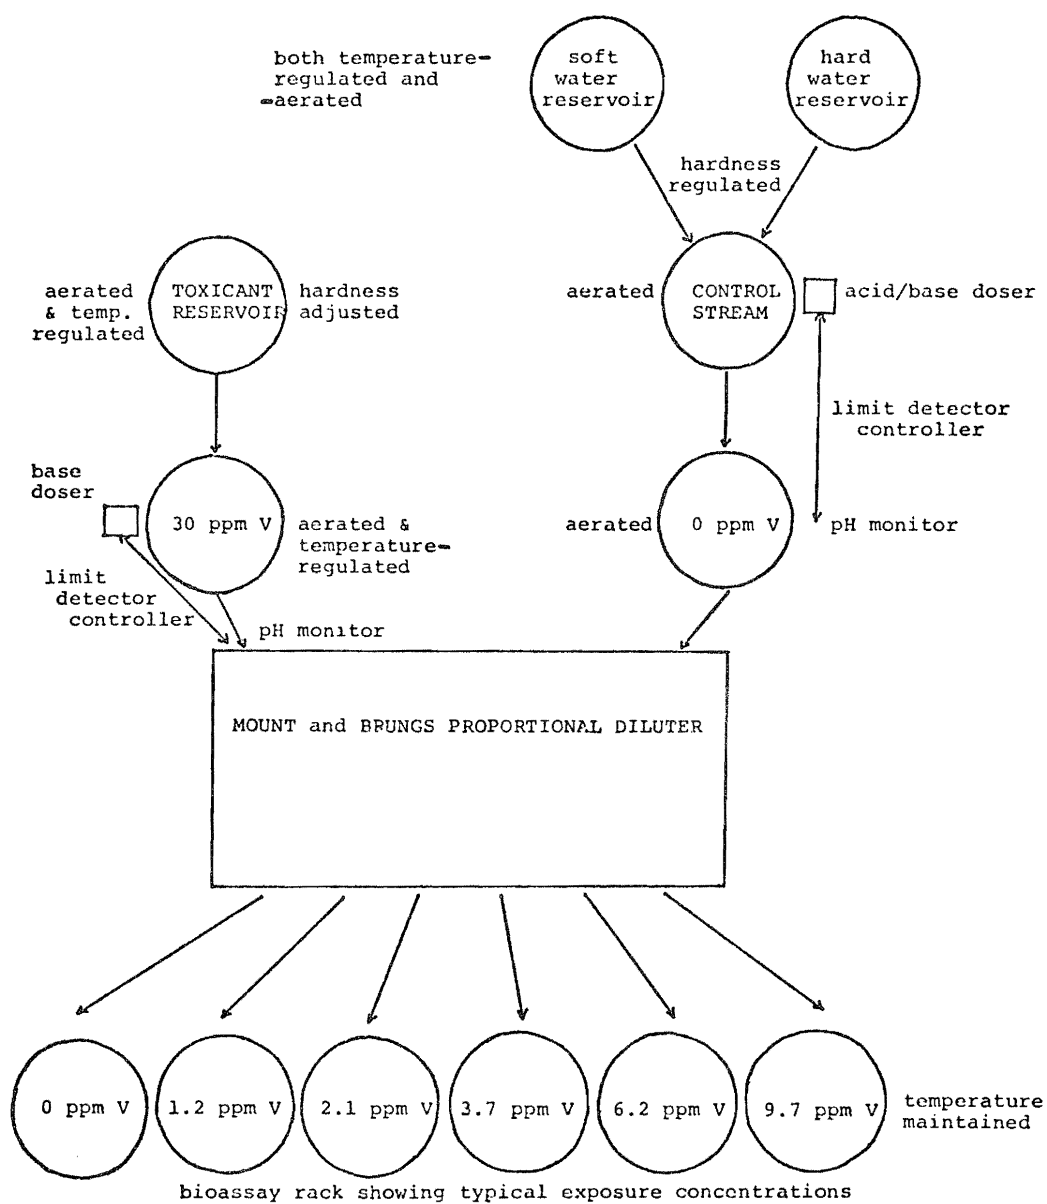 both temperature-
regulated and
-aerated
soft
water
reservoir
hard
water
reservoir
hardness
regulated
aerated
& temp.
regulated
TOXICANT
RESERVOIR
hardness
adjusted
aerated
CONTROL
STREAM
acid/base doser
limit detector
controller
base
doser
30 ppm V
aerated &
temperature-
regulated
aerated
0 ppm V
pH monitor
limit
detector
controller
pH monitor
MOUNT and BRUNGS PROPORTIONAL DILUTER
0 ppm V
1.2 ppm V
2.1 ppm V
3.7 ppm V
6.2 ppm V
9.7 ppm V
temperature
maintained
bioassay rack showing typical exposure concentrations